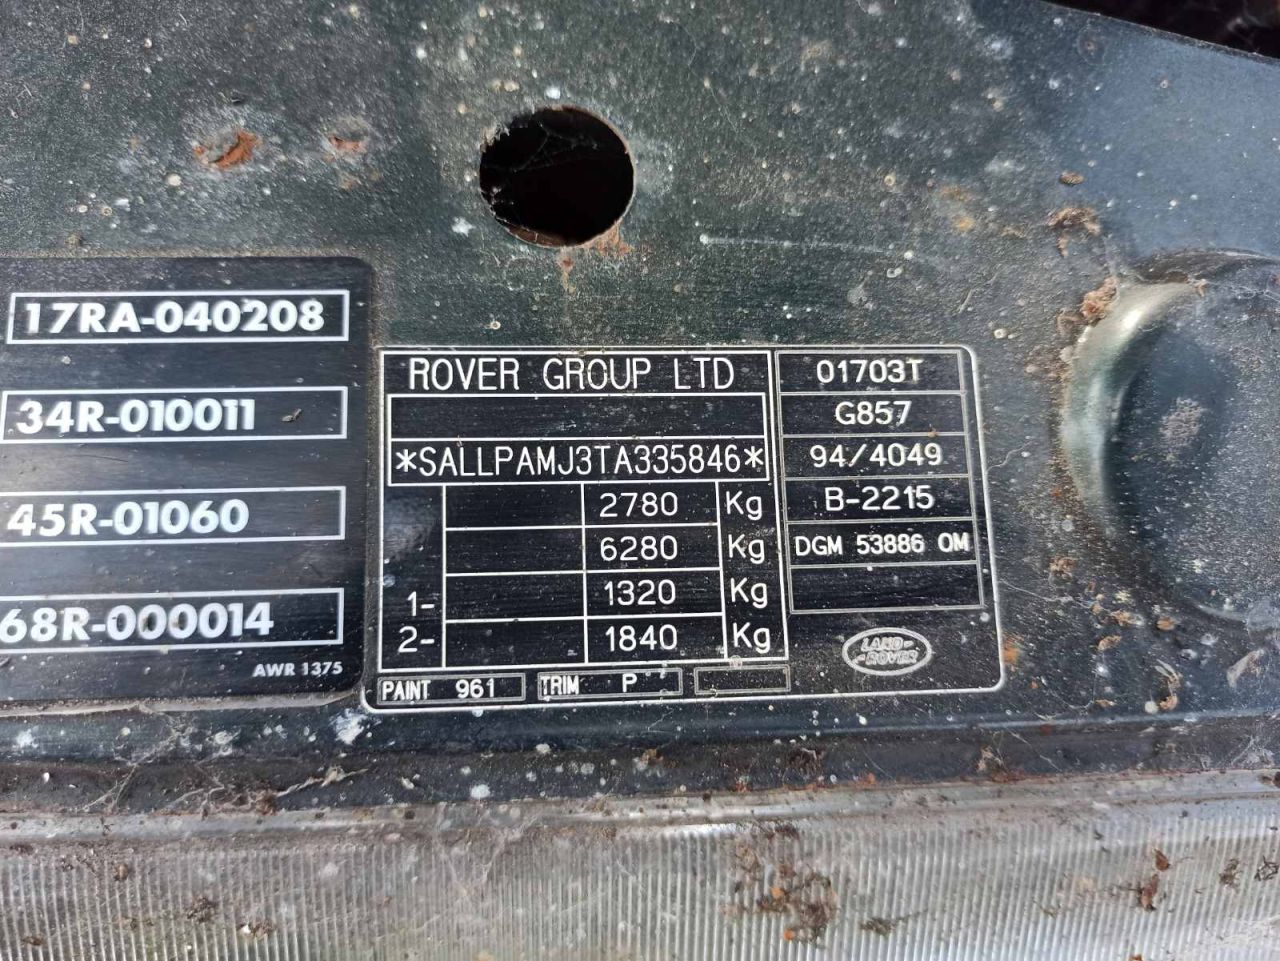 17RA-040208
34R-010011
45R-01060
68R-000014
AWR 1375
ROVER GROUP LTD
*SALLPAMJ3TA335846*
2780 Kg
6280 Kg
1- 1320 Kg
2- 1840 Kg
PAINT 961 TRIM P
01703T
G857
94/4049
B-2215
DGM 53886 OM
LAND-
-ROVER